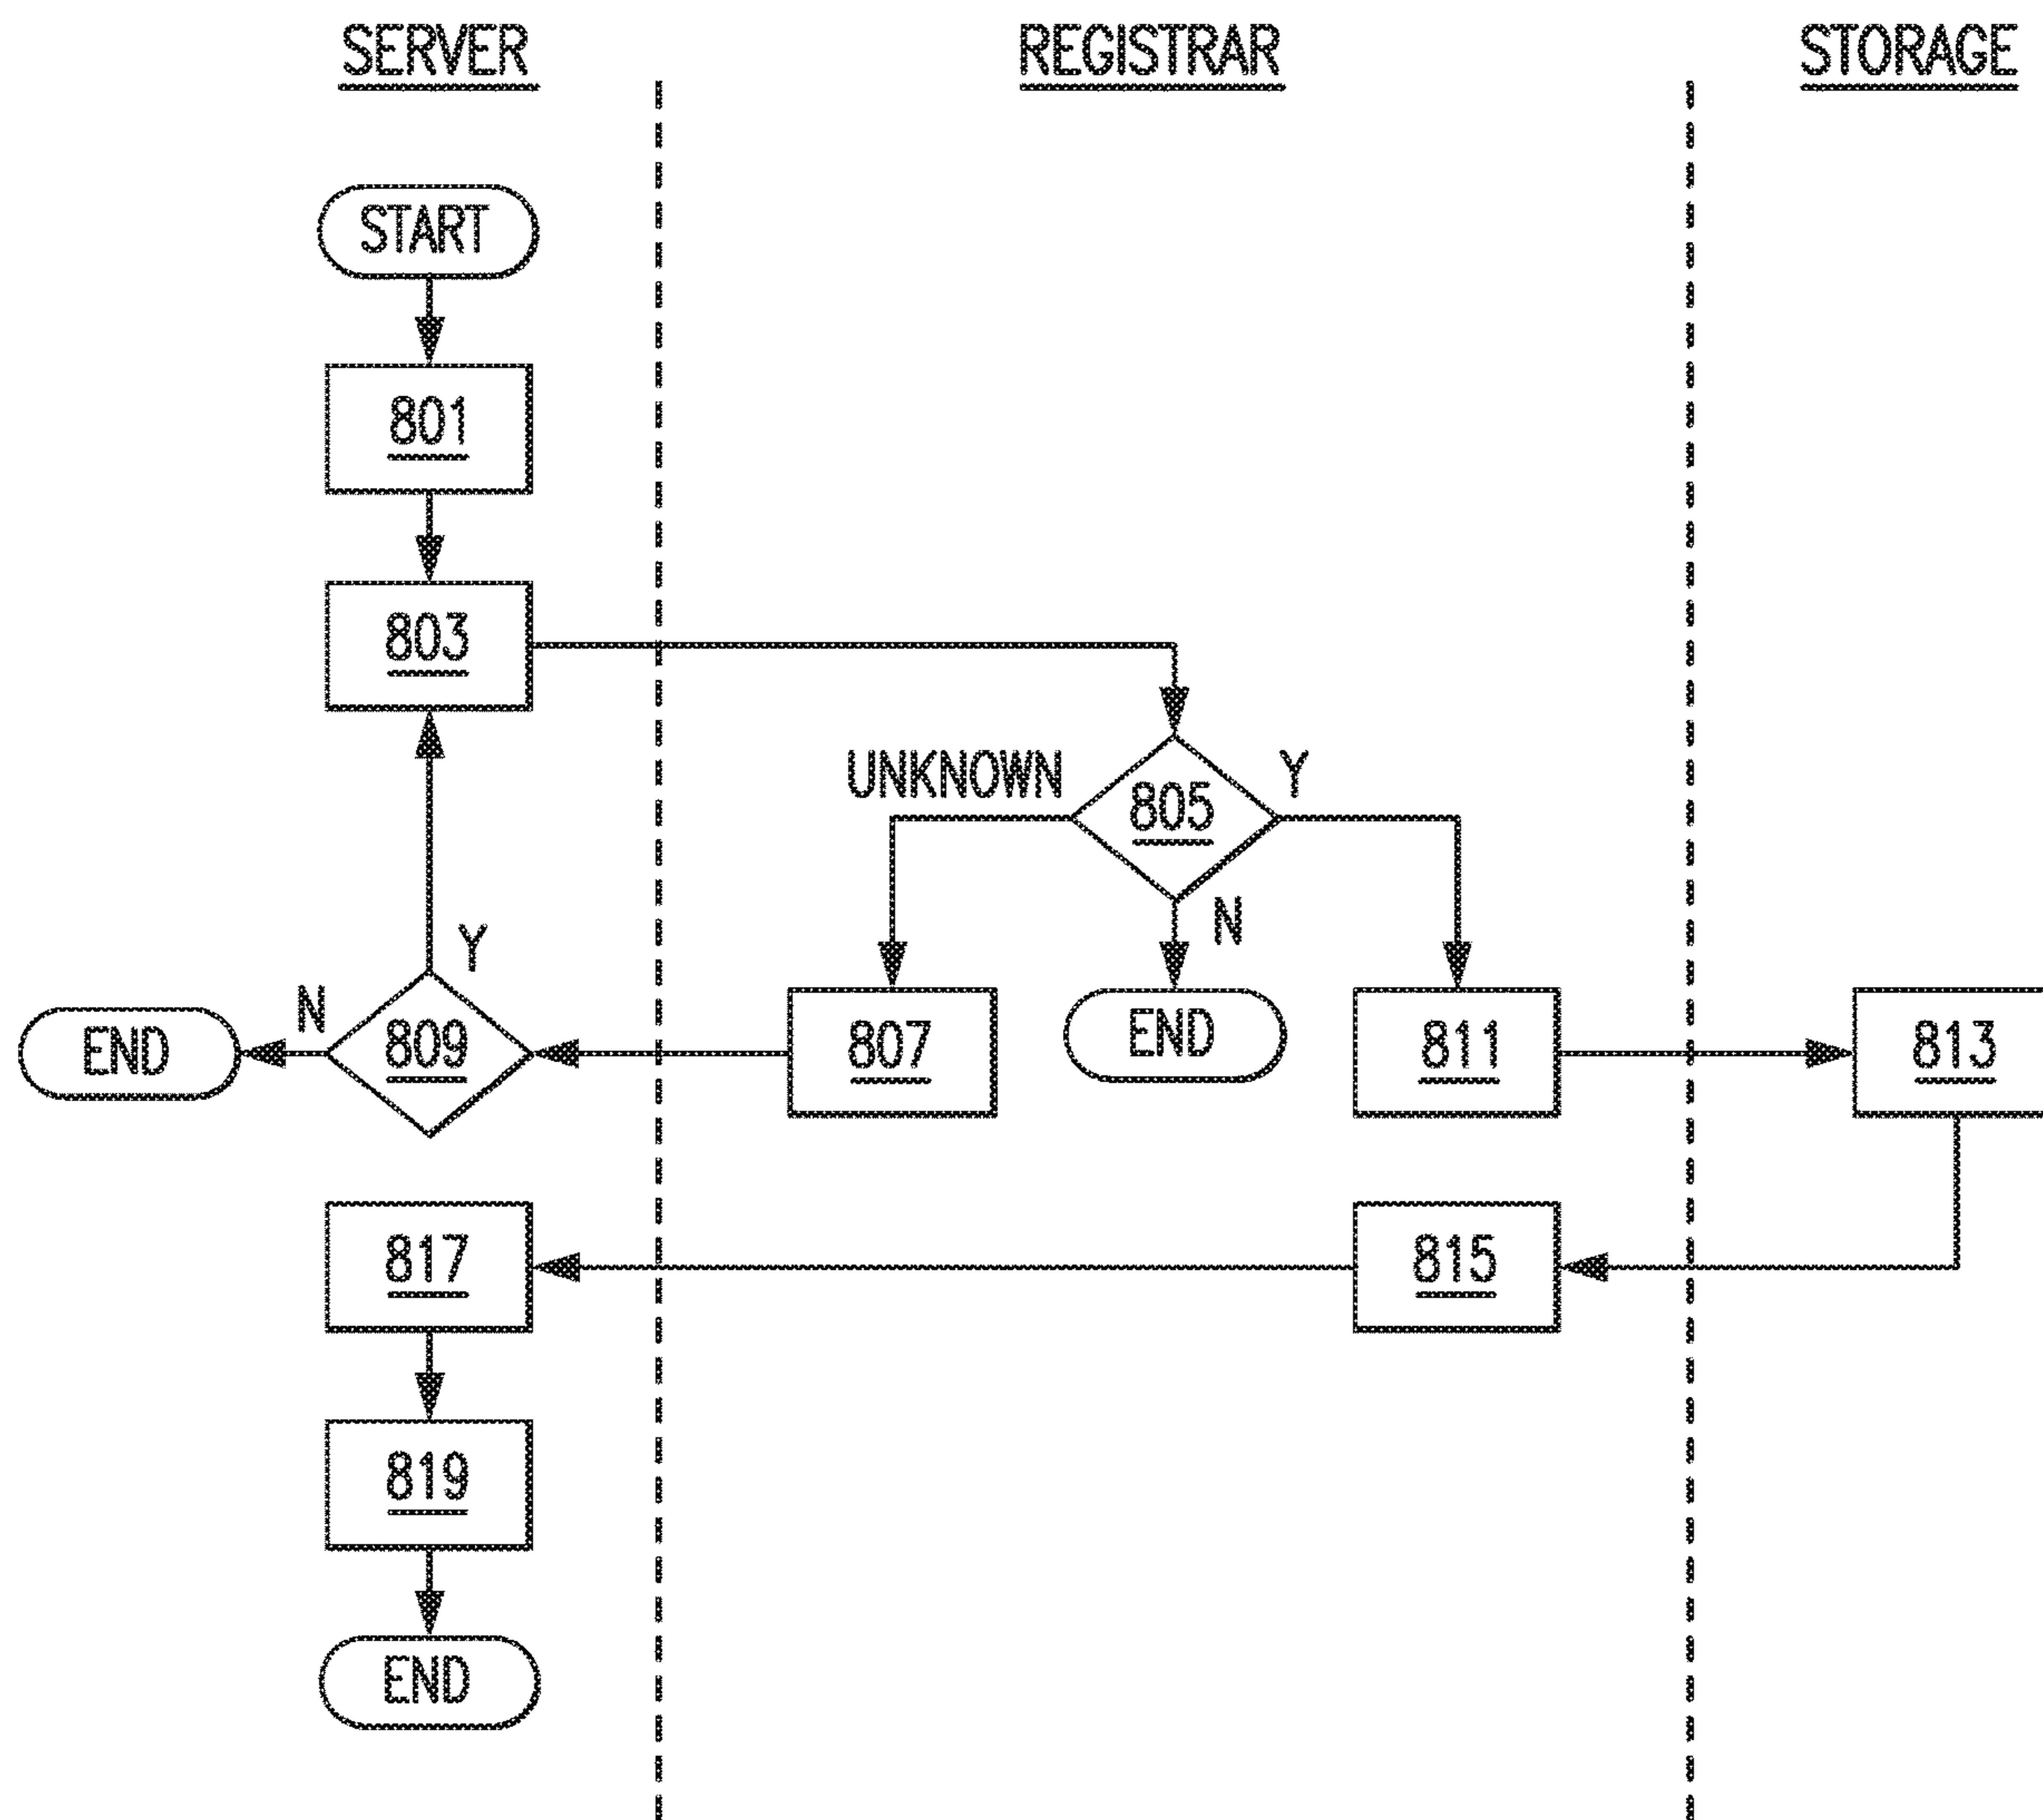 SERVER
REGISTRAR
STORAGE
START
801
803
UNKNOWN
805
Y
N
Y
N
809
END
807
END
811
813
817
815
819
END